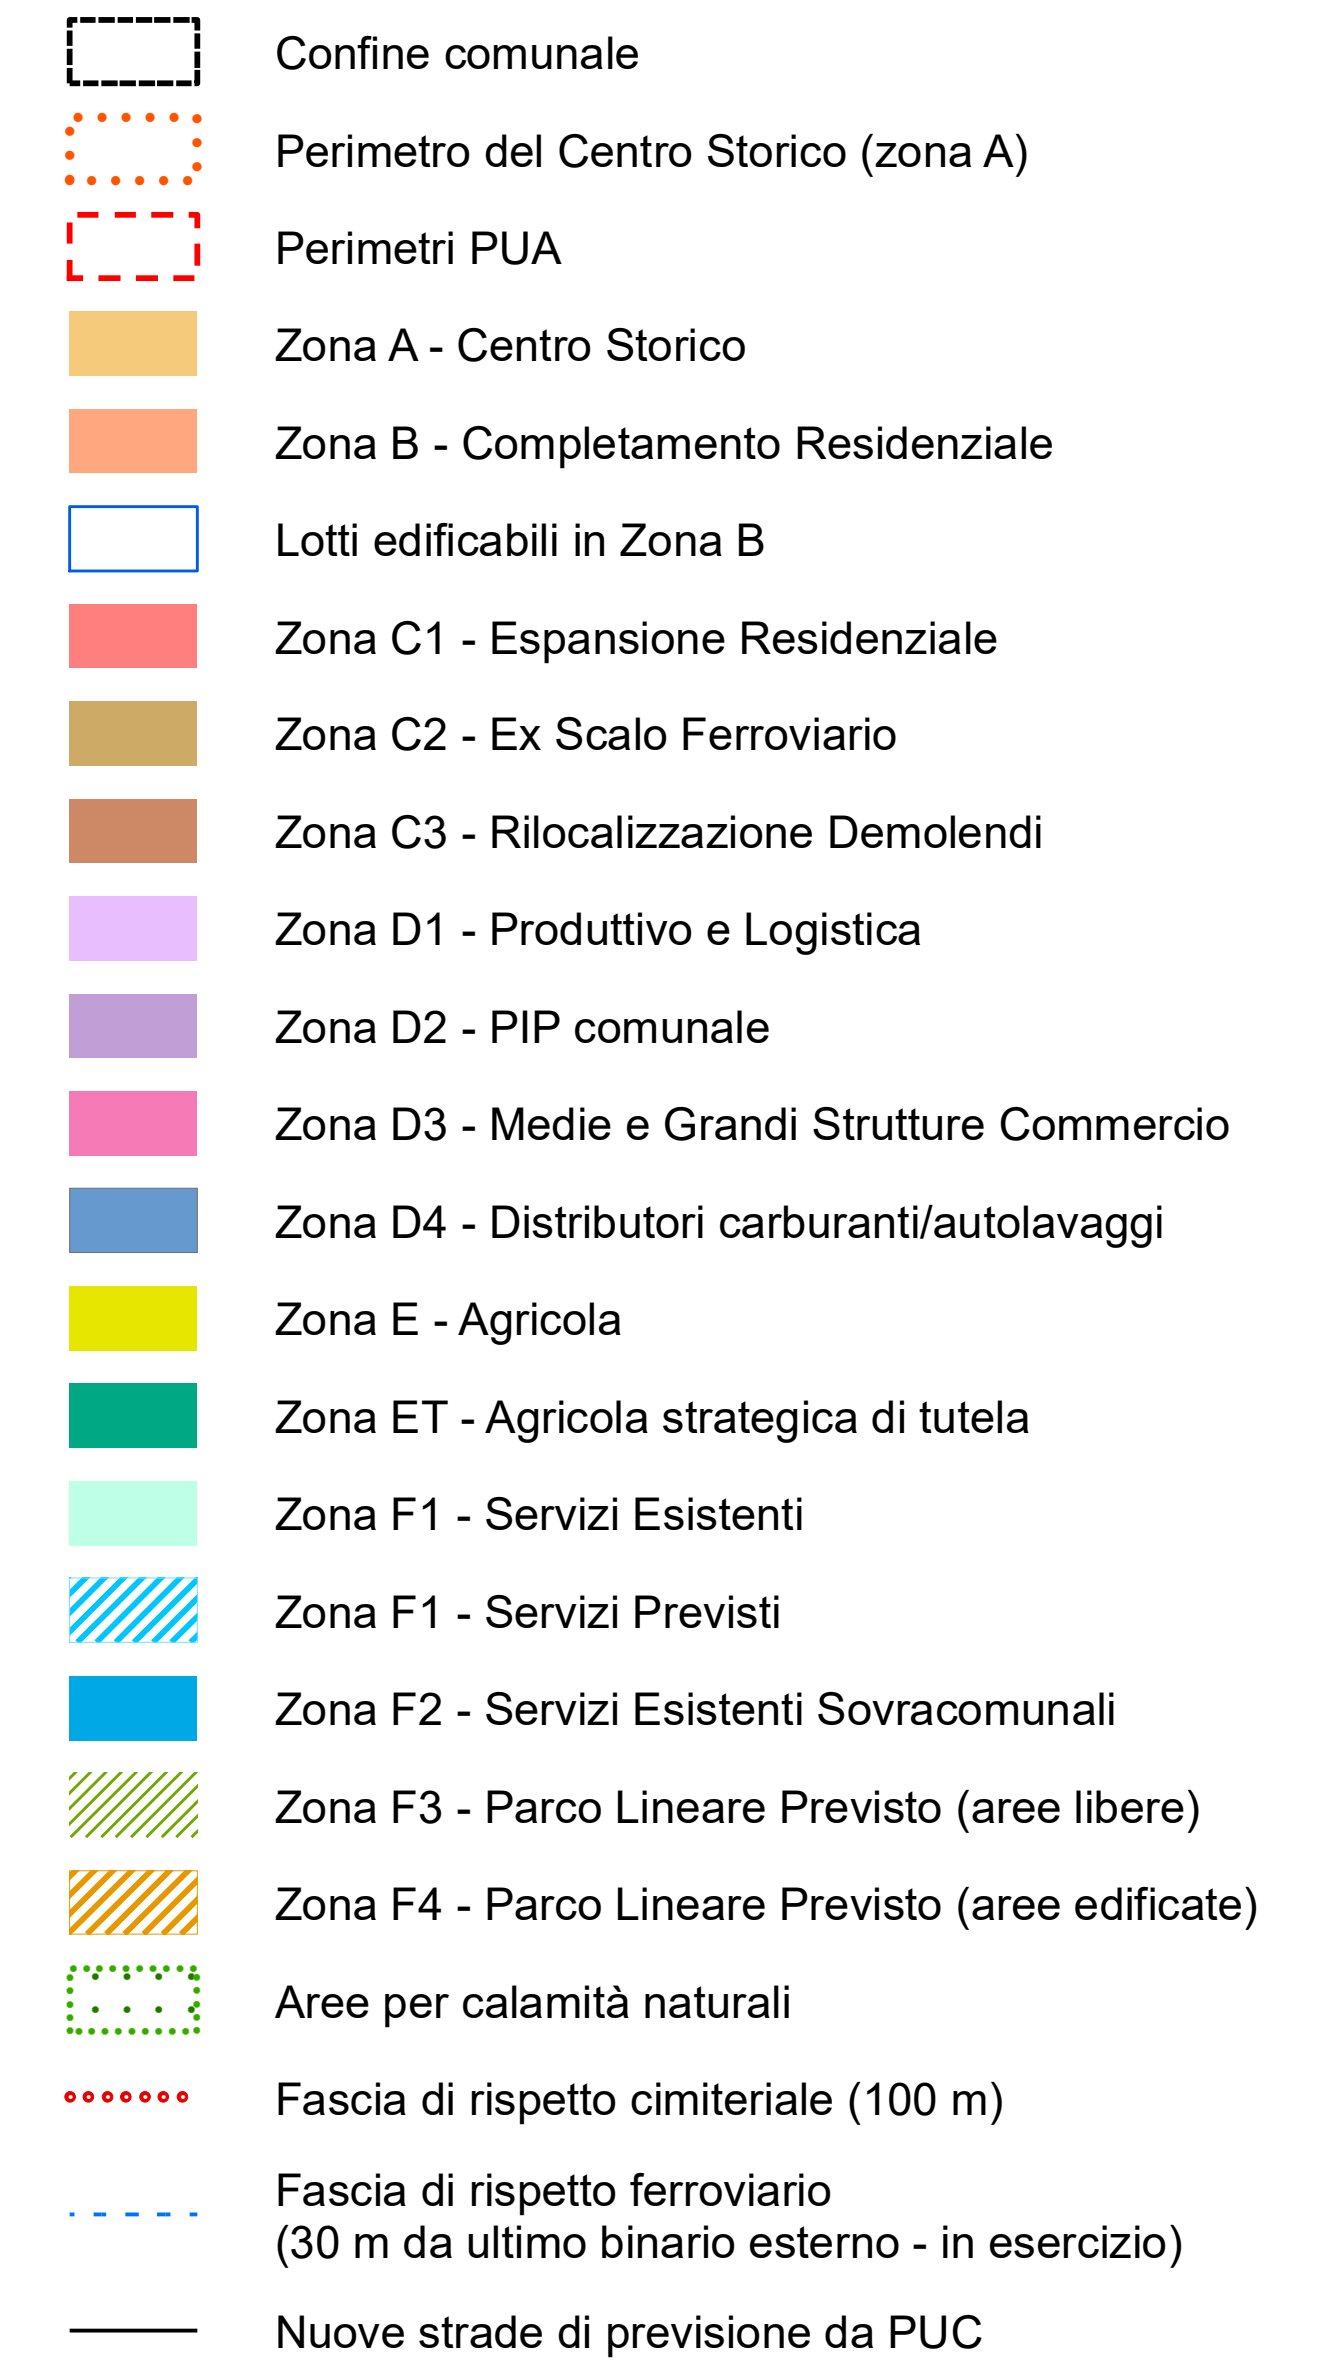 Confine comunale
Perimetro del Centro Storico (zona A)
Perimetri PUA
Zona A - Centro Storico
Zona B - Completamento Residenziale
Lotti edificabili in Zona B
Zona C1 - Espansione Residenziale
Zona C2 - Ex Scalo Ferroviario
Zona C3 - Rilocalizzazione Demolendi
Zona D1 - Produttivo e Logistica
Zona D2 - PIP comunale
Zona D3 - Medie e Grandi Strutture Commercio
Zona D4 - Distributori carburanti/autolavaggi
Zona E - Agricola
Zona ET - Agricola strategica di tutela
Zona F1 - Servizi Esistenti
Zona F1 - Servizi Previsti
Zona F2 - Servizi Esistenti Sovracomunali
Zona F3 - Parco Lineare Previsto (aree libere)
Zona F4 - Parco Lineare Previsto (aree edificate)
Aree per calamità naturali
Fascia di rispetto cimiteriale (100 m)
Fascia di rispetto ferroviario
(30 m da ultimo binario esterno - in esercizio)
Nuove strade di previsione da PUC